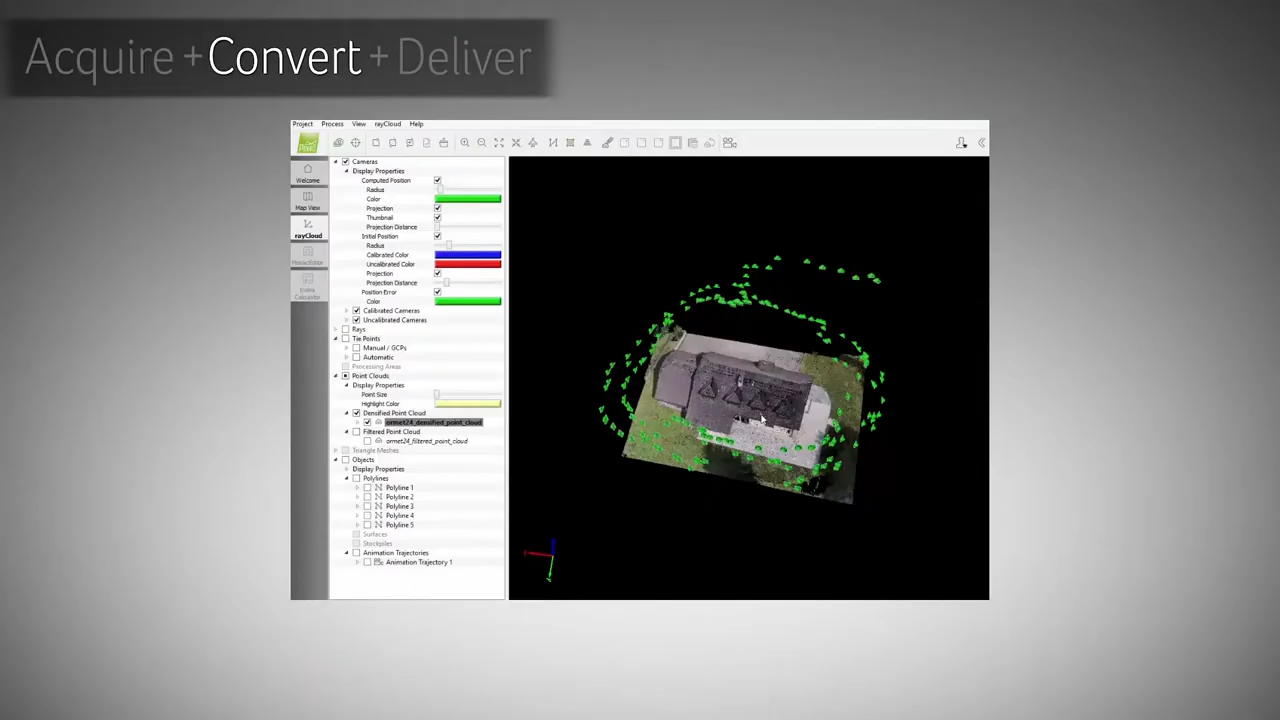 Acquire + Convert + Deliver
Project Process View rayCloud Help
Welcome
Map View
rayCloud
Cameras
Display Properties
Computed Position
Radius
Color
Projection
Thumbnail
Projection Distance
Initial Position
Radius
Calibrated Color
Uncalibrated Color
Projection
Projection Distance
Position Error
Color
Calibrated Cameras
Uncalibrated Cameras
Rays
Tie Points
Manual / GCPs
Automatic
Processing Areas
Point Clouds
Display Properties
Point Size
Highlight Color
Densified Point Cloud
ormet24_densified_point_cloud
Filtered Point Cloud
ormet24_filtered_point_cloud
Triangle Meshes
Objects
Display Properties
Polylines
Polyline 1
Polyline 2
Polyline 3
Polyline 4
Polyline 5
Surfaces
Stockpiles
Animation Trajectories
Animation Trajectory 1